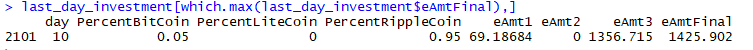 > last_day_investment[which.max(last_day_investment$eAmtFinal),]
day PercentBitCoin PercentLiteCoin PercentRippleCoin eAmt1 eAmt2 eAmt3 eAmtFinal
2101 10 0.05 0 0.95 69.18684 0 1356.715 1425.902